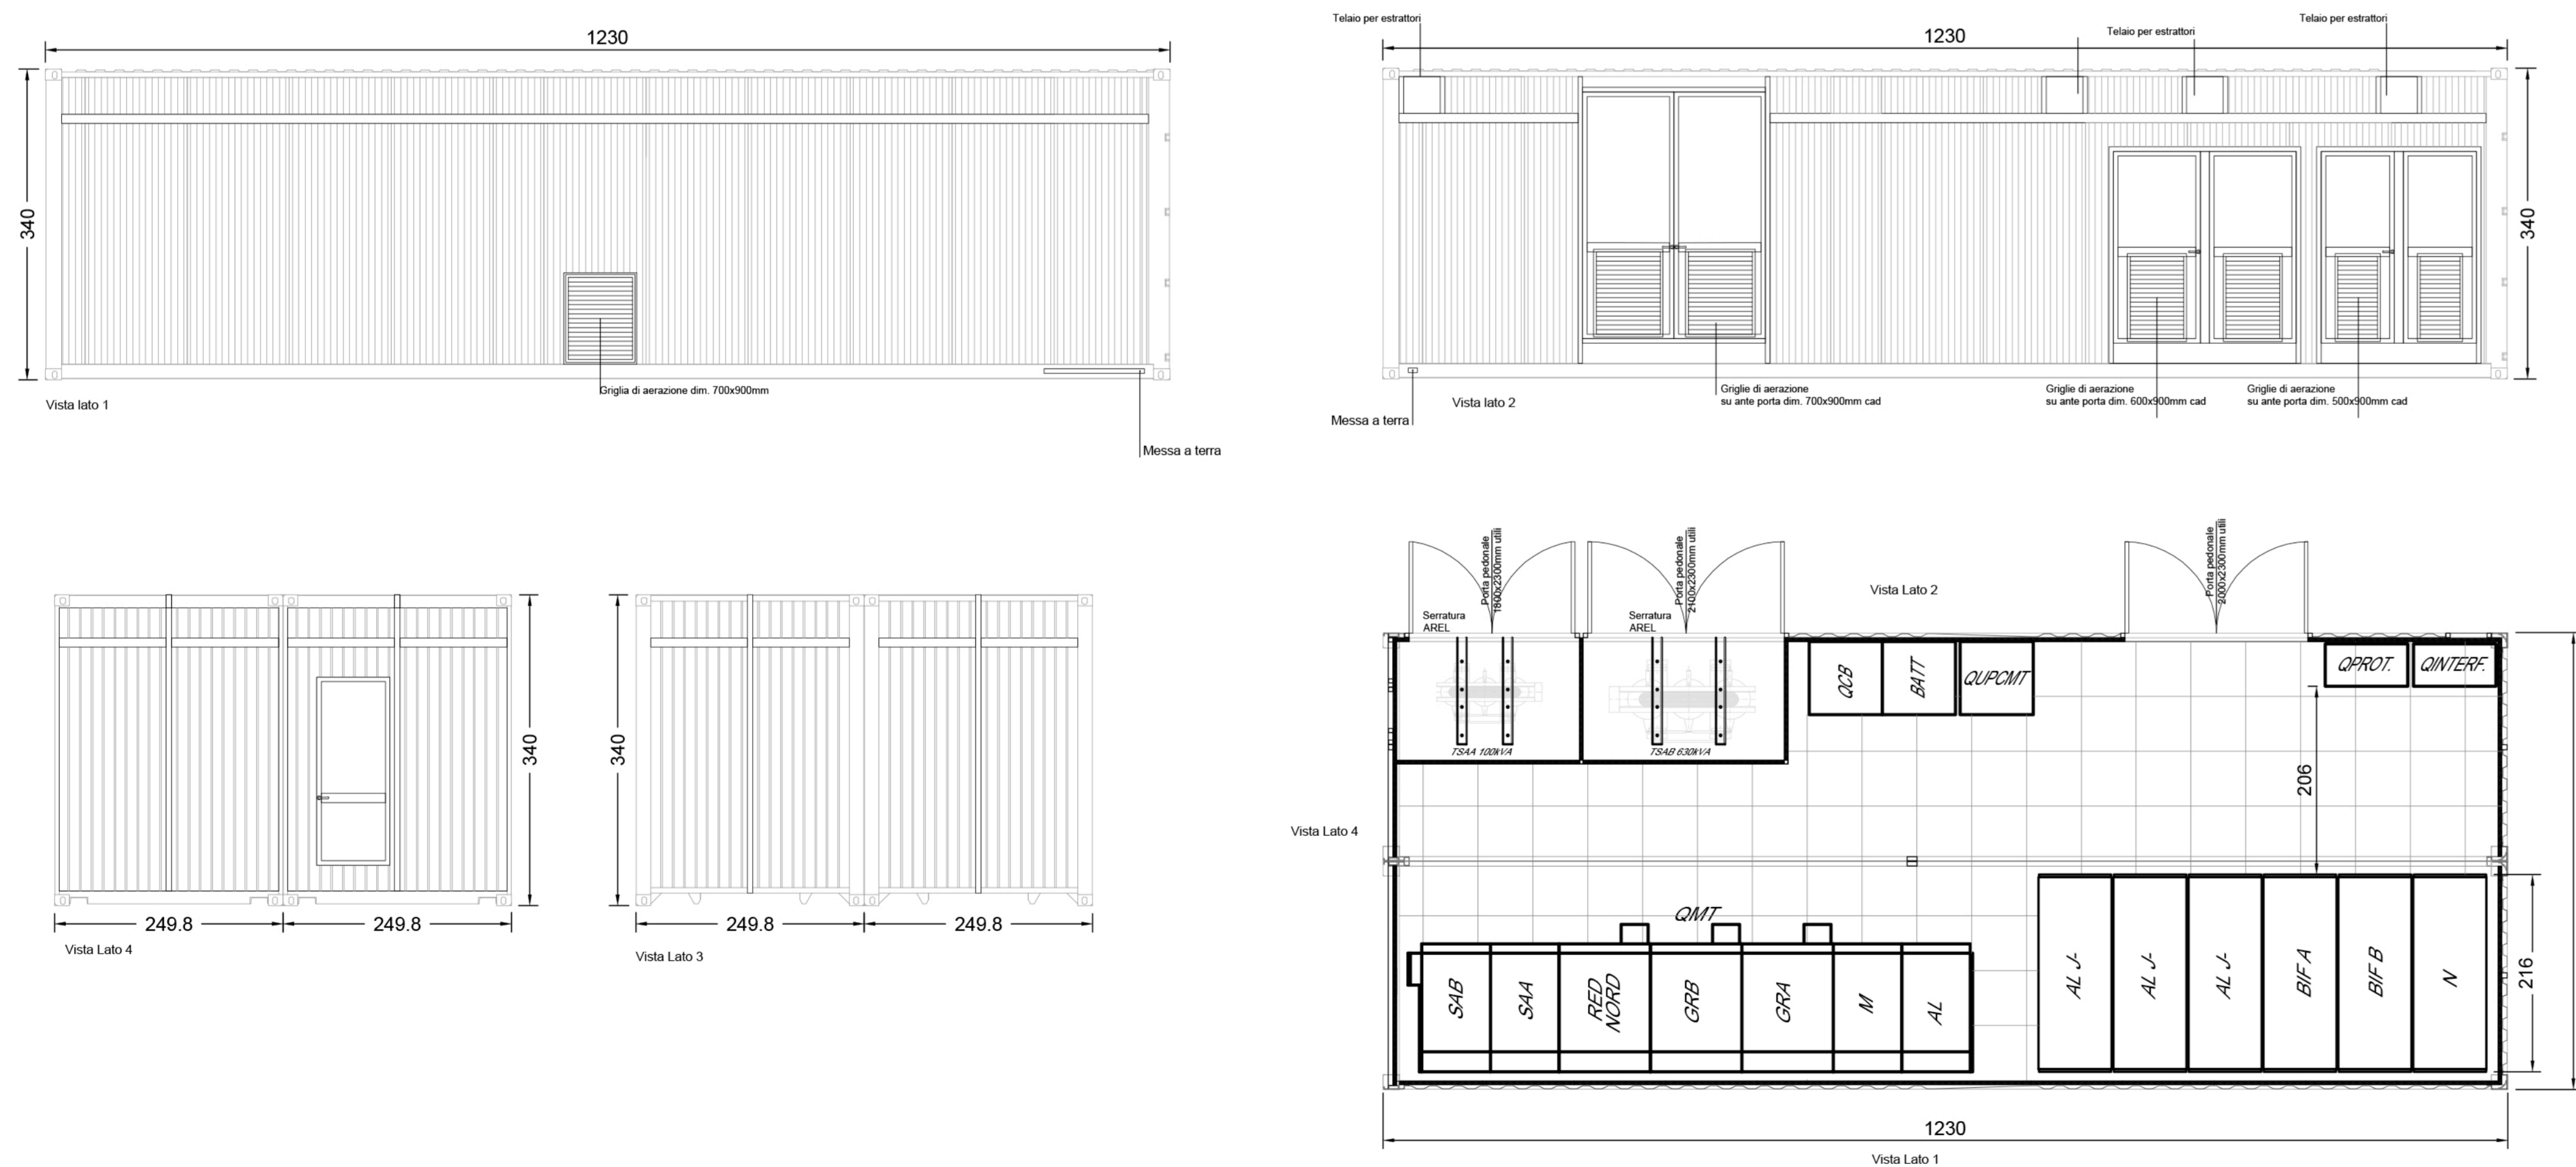 1230
340
Griglia di aerazione dim. 700x900mm
Vista lato 1
Messa a terra
Telaio per estrattori
Telaio per estrattori
Telaio per estrattori
1230
340
Griglie di aerazione
su ante porta dim. 700x900mm cad
Griglie di aerazione
su ante porta dim. 600x900mm cad
Griglie di aerazione
su ante porta dim. 500x900mm cad
Vista lato 2
Messa a terra
340
249.8
249.8
Vista Lato 4
340
249.8
249.8
Vista Lato 3
Porta pedonale
1800x2300mm utili
Porta pedonale
2100x2300mm utili
Porta pedonale
2000x2300mm utili
Vista Lato 2
Serratura
AREL
Serratura
AREL
TSAA 100kVA
TSAB 630kVA
QCB
BATT
QUPCMT
QPROT.
QINTERF.
206
Vista Lato 4
QMT
SAB
SAA
RED
NORD
GRB
GRA
M
AL
AL J-
AL J-
AL J-
BIF A
BIF B
N
216
1230
Vista Lato 1